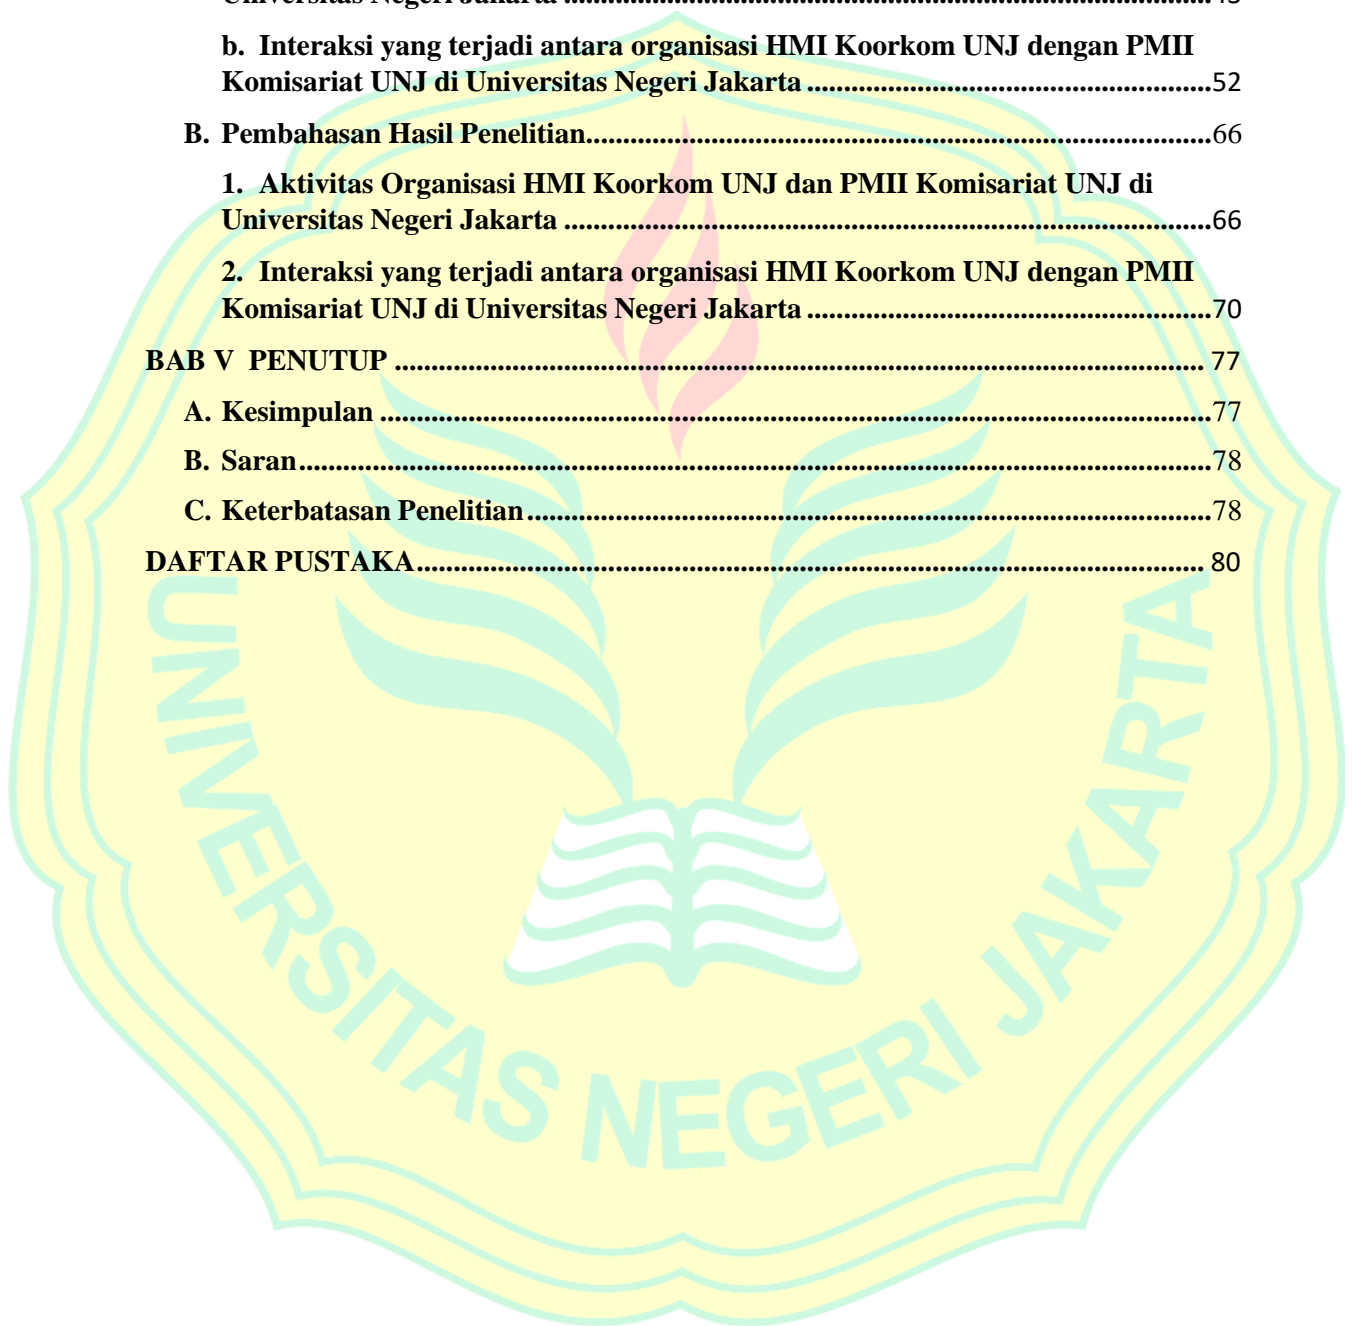 b. Interaksi yang terjadi antara organisasi HMI Koorkom UNJ dengan PMII
Komisariat UNJ di Universitas Negeri Jakarta ............................................................52
B. Pembahasan Hasil Penelitian............................................................66
1. Aktivitas Organisasi HMI Koorkom UNJ dan PMII Komisariat UNJ di
Universitas Negeri Jakarta ............................................................66
2. Interaksi yang terjadi antara organisasi HMI Koorkom UNJ dengan PMII
Komisariat UNJ di Universitas Negeri Jakarta ............................................................70
BAB V PENUTUP ............................................................ 77
A. Kesimpulan ............................................................77
B. Saran............................................................78
C. Keterbatasan Penelitian............................................................78
DAFTAR PUSTAKA............................................................ 80
UNIVERSITAS NEGERI JAKARTA